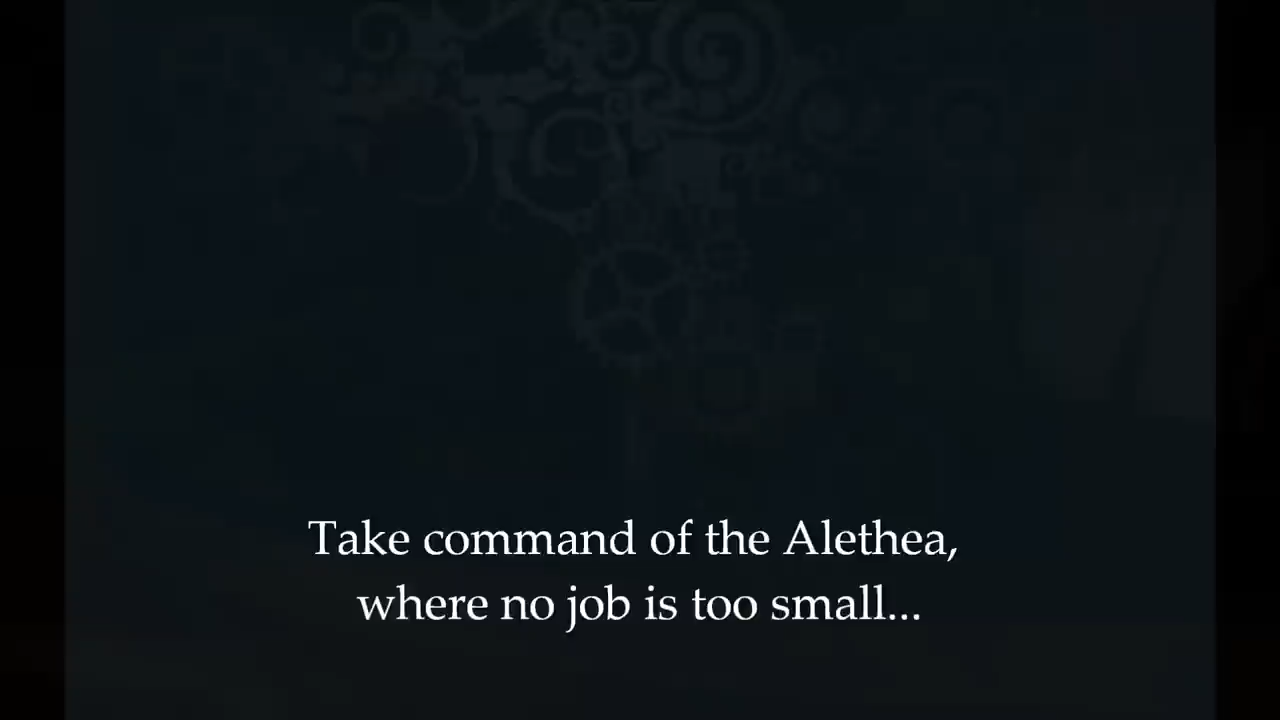 Take command of the Alethea,
where no job is too small...